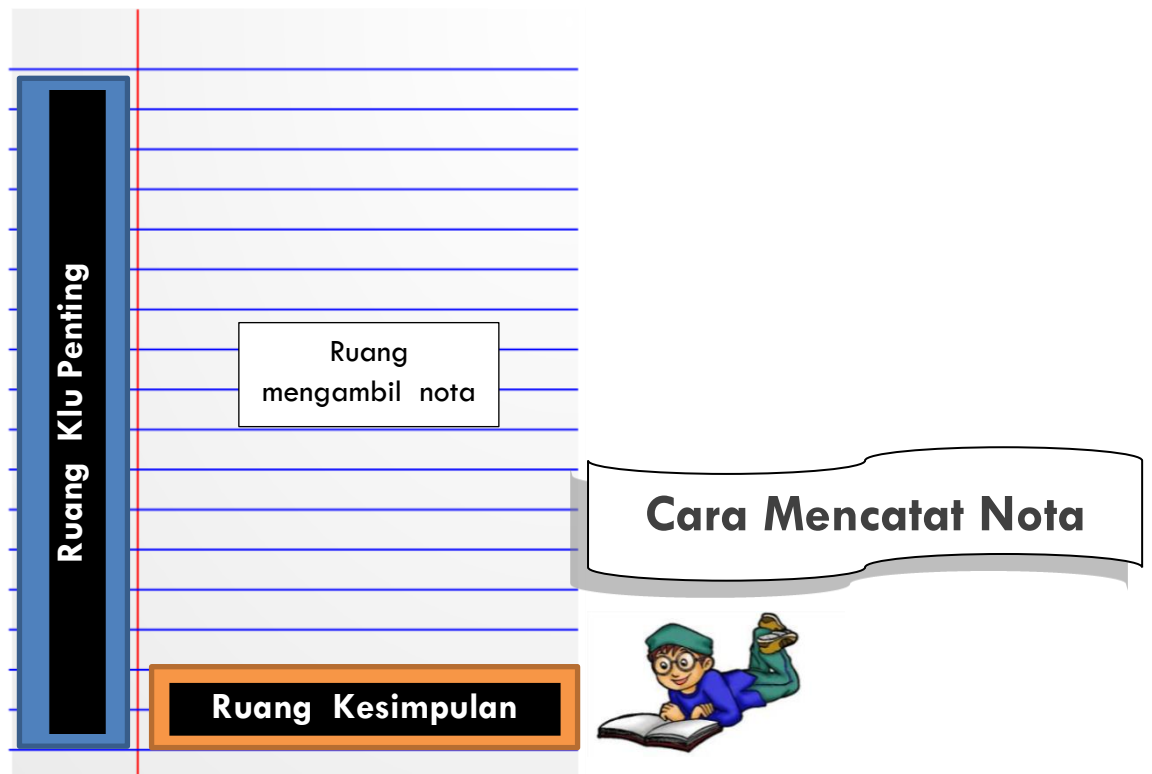 Ruang Klu Penting
Ruang
mengambil nota
Cara Mencatat Nota
Ruang Kesimpulan